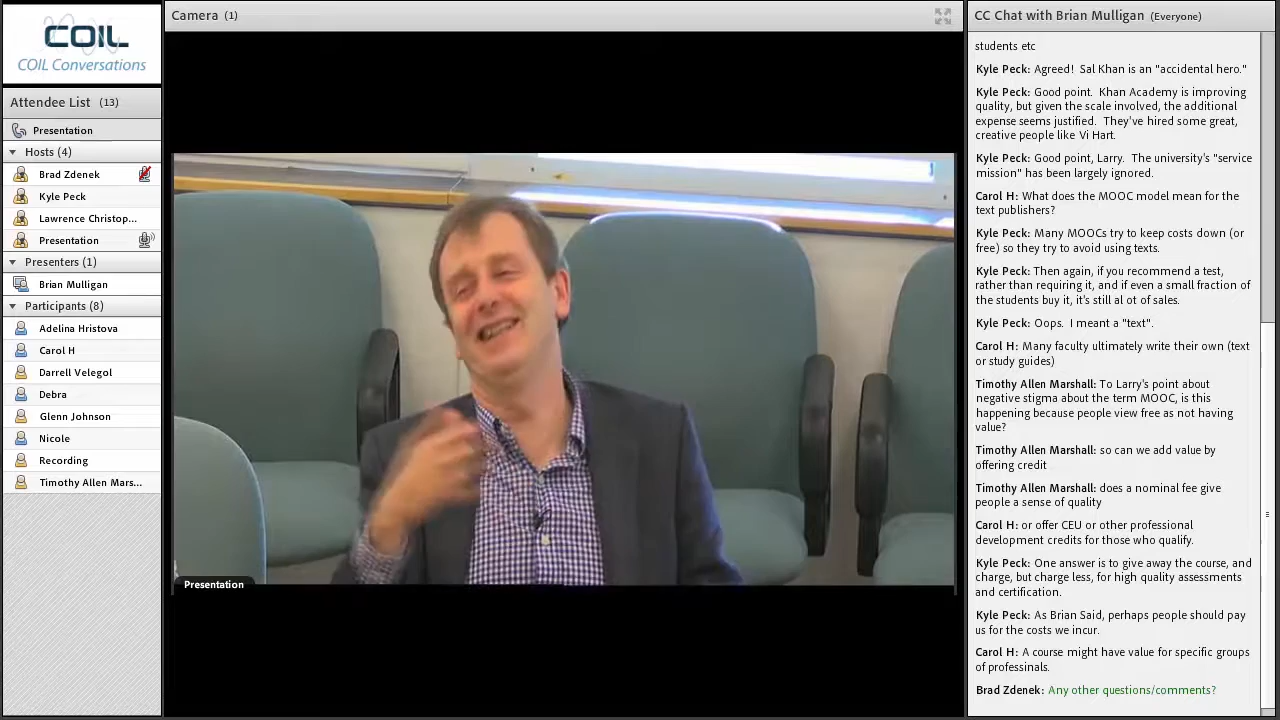 COIL
COIL Conversations
Attendee List (13)
Presentation
Hosts (4)
Brad Zdenek
Kyle Peck
Lawrence Christop...
Presentation
Presenters (1)
Brian Mulligan
Participants (8)
Adelina Hristova
Carol H
Darrell Velegol
Debra
Glenn Johnson
Nicole
Recording
Timothy Allen Mars...
Camera (1)
Presentation
CC Chat with Brian Mulligan (Everyone)
students etc
Kyle Peck: Agreed! Sal Khan is an "accidental hero."
Kyle Peck: Good point. Khan Academy is improving
quality, but given the scale involved, the additional
expense seems justified. They've hired some great,
creative people like Vi Hart.
Kyle Peck: Good point, Larry. The university's "service
mission" has been largely ignored.
Carol H: What does the MOOC model mean for the
text publishers?
Kyle Peck: Many MOOCs try to keep costs down (or
free) so they try to avoid using texts.
Kyle Peck: Then again, if you recommend a test,
rather than requiring it, and if even a small fraction of
the students buy it, it's still al ot of sales.
Kyle Peck: Oops. I meant a "text".
Carol H: Many faculty ultimately write their own (text
or study guides)
Timothy Allen Marshall: To Larry's point about
negative stigma about the term MOOC, is this
happening because people view free as not having
value?
Timothy Allen Marshall: so can we add value by
offering credit
Timothy Allen Marshall: does a nominal fee give
people a sense of quality
Carol H: or offer CEU or other professional
development credits for those who qualify.
Kyle Peck: One answer is to give away the course, and
charge, but charge less, for high quality assessments
and certification.
Kyle Peck: As Brian Said, perhaps people should pay
us for the costs we incur.
Carol H: A course might have value for specific groups
of professinals.
Brad Zdenek: Any other questions/comments?